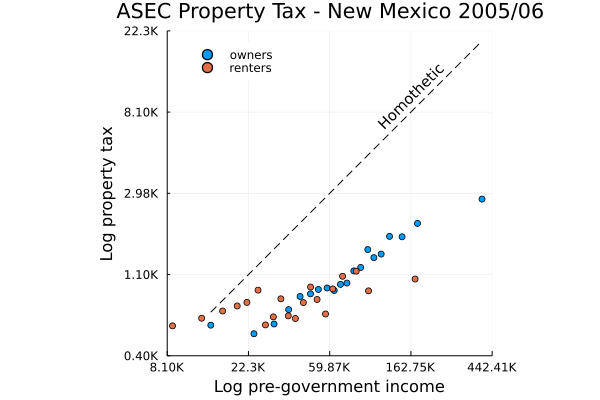 ASEC Property Tax - New Mexico 2005/06
22.3K
owners
renters
Homothetic
8.10K
Log property tax
2.98K
1.10K
0.40K
8.10K 22.3K 59.87K 162.75K 442.41K
Log pre-government income